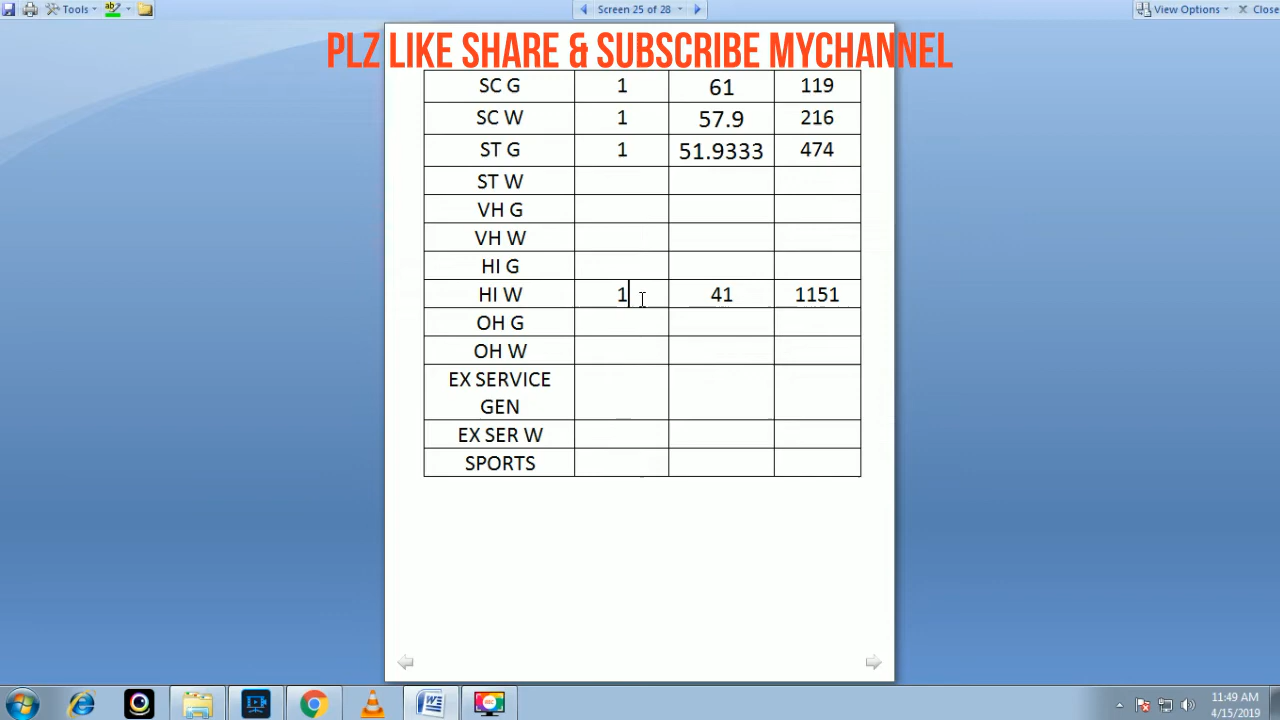 Tools
Screen 25 of 28
View Options
Close
PLZ LIKE SHARE & SUBSCRIBE MYCHANNEL
SC G 1 61 119
SC W 1 57.9 216
ST G 1 51.9333 474
ST W
VH G
VH W
HI G
HI W 1 41 1151
OH G
OH W
EX SERVICE
GEN
EX SER W
SPORTS
11:49 AM
4/15/2019